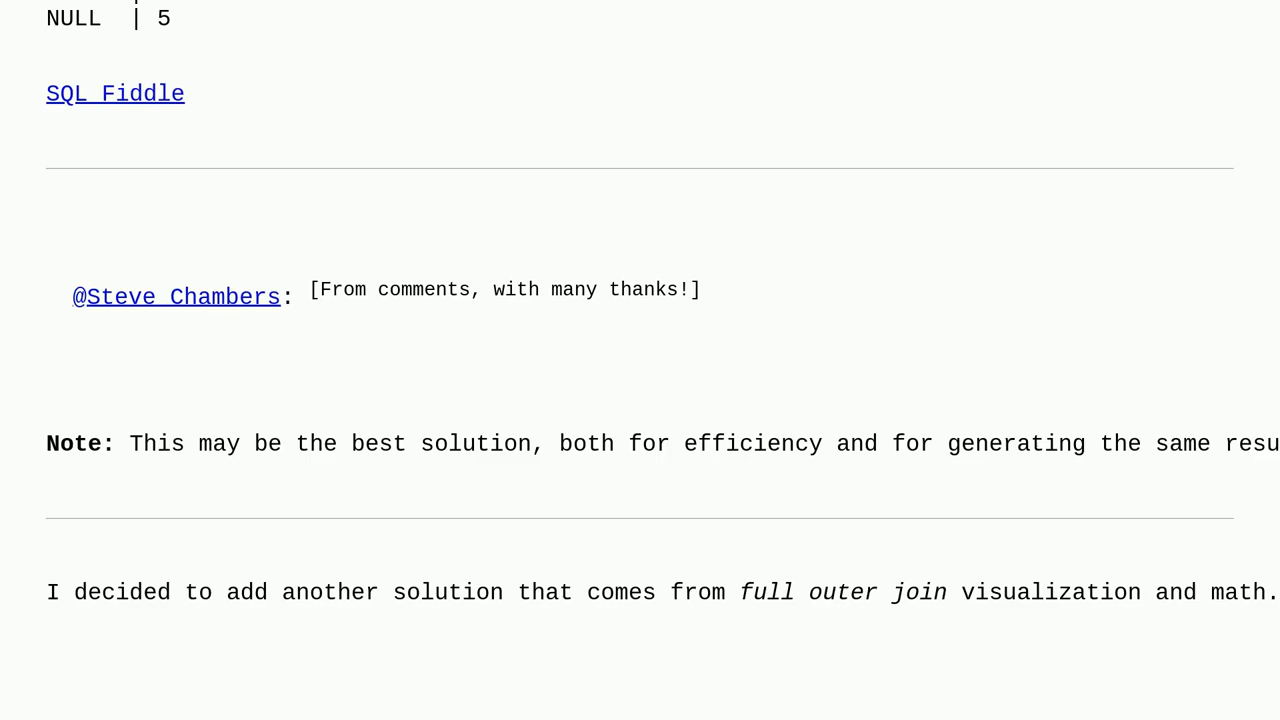 NULL | 5
SQL Fiddle
@Steve Chambers: [From comments, with many thanks!]
Note: This may be the best solution, both for efficiency and for generating the same resu
I decided to add another solution that comes from full outer join visualization and math.